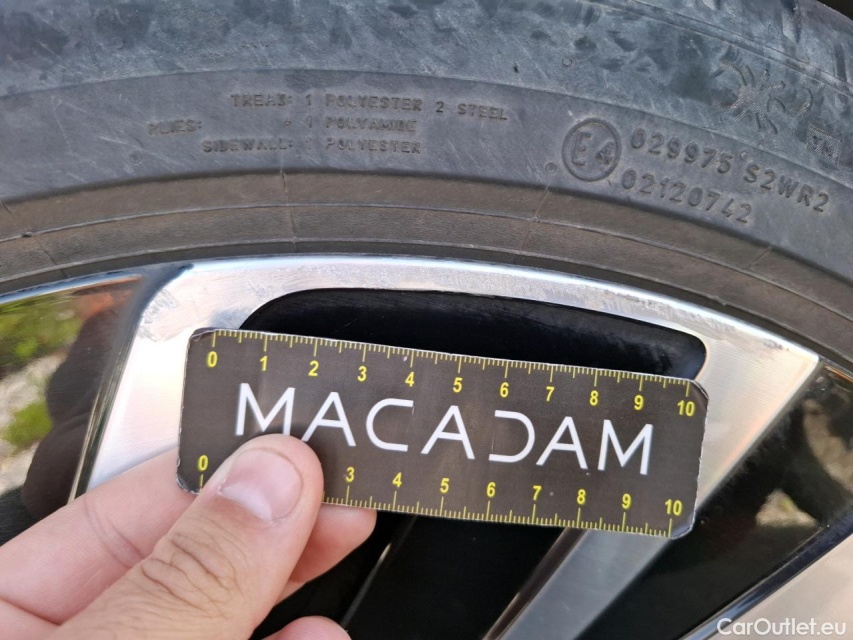 TREAD: 1 POLYESTER 2 STEEL
PLIES: - 1 POLYAMIDE
SIDEWALL: 1 POLYESTER
E4 029975 S2WR2
02120742
0 1 2 3 4 5 6 7 8 9 10
MACADAM
0 3 4 5 6 7 8 9 10
CarOutlet.eu